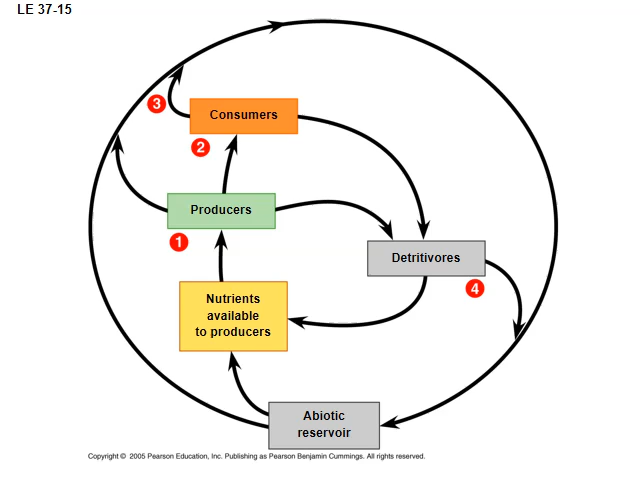 LE 37-15
3
Consumers
2
Producers
1
Detritivores
4
Nutrients
available
to producers
Abiotic
reservoir
Copyright © 2005 Pearson Education, Inc. Publishing as Pearson Benjamin Cummings. All rights reserved.